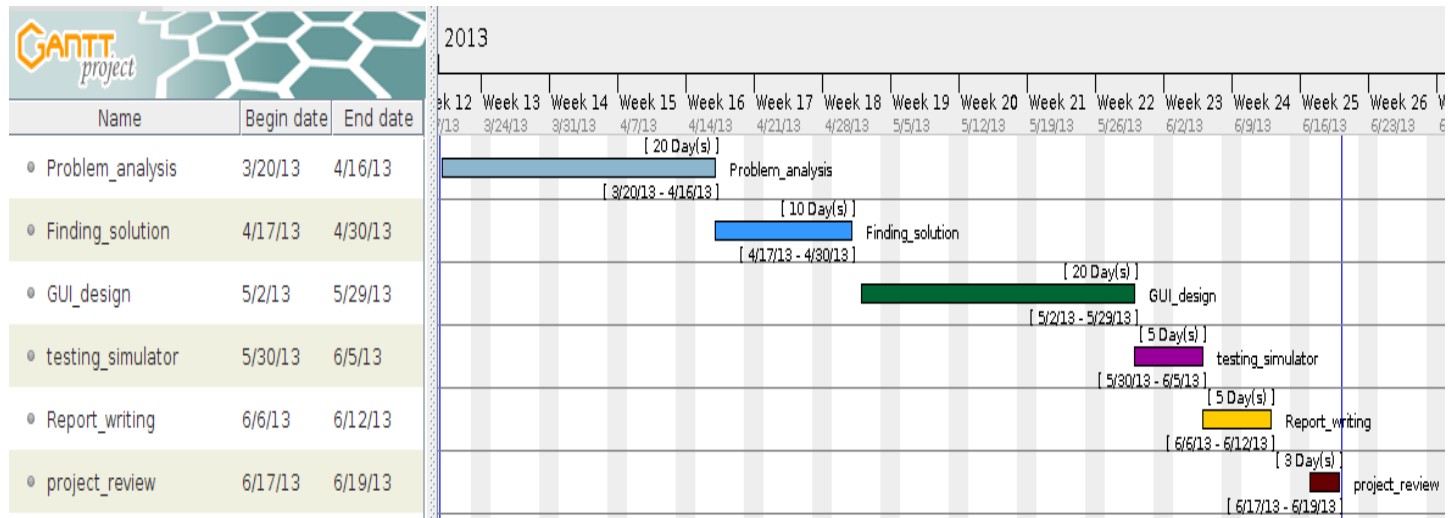 GANTT
project
2013
ek 12 Week 13 Week 14 Week 15 Week 16 Week 17 Week 18 Week 19 Week 20 Week 21 Week 22 Week 23 Week 24 Week 25 Week 26 W
7/13 3/24/13 3/31/13 4/7/13 4/14/13 4/21/13 4/28/13 5/5/13 5/12/13 5/19/13 5/26/13 6/2/13 6/9/13 6/16/13 6/23/13 6
Name Begin date End date
Problem_analysis 3/20/13 4/16/13
[ 20 Day(s) ]
Problem_analysis
[ 3/20/13 - 4/16/13 ]
Finding_solution 4/17/13 4/30/13
[ 10 Day(s) ]
Finding_solution
[ 4/17/13 - 4/30/13 ]
GUI_design 5/2/13 5/29/13
[ 20 Day(s) ]
GUI_design
[ 5/2/13 - 5/29/13 ]
testing_simulator 5/30/13 6/5/13
[ 5 Day(s) ]
testing_simulator
[ 5/30/13 - 6/5/13 ]
Report_writing 6/6/13 6/12/13
[ 5 Day(s) ]
Report_writing
[ 6/6/13 - 6/12/13 ]
project_review 6/17/13 6/19/13
[ 3 Day(s) ]
project_review
[ 6/17/13 - 6/19/13 ]